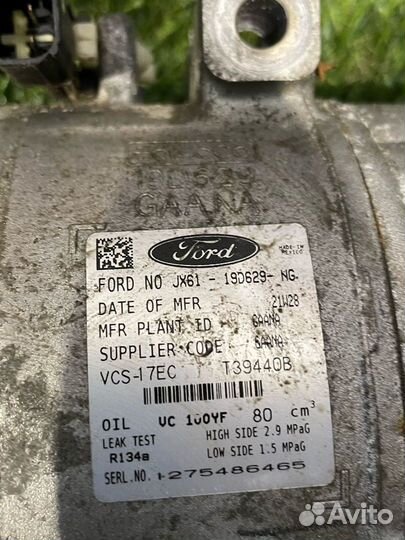 GAANA
Ford
MADE IN
MEXICO
FORD NO JX61 - 19D629- NG
DATE OF MFR 21W28
MFR PLANT ID GAANA
SUPPLIER CODE GAANA
VCS-17EC T39440B
OIL VC 100YF 80 cm³
LEAK TEST HIGH SIDE 2.9 MPaG
R134a LOW SIDE 1.5 MPaG
SERL.NO. 1-275486465
Avito